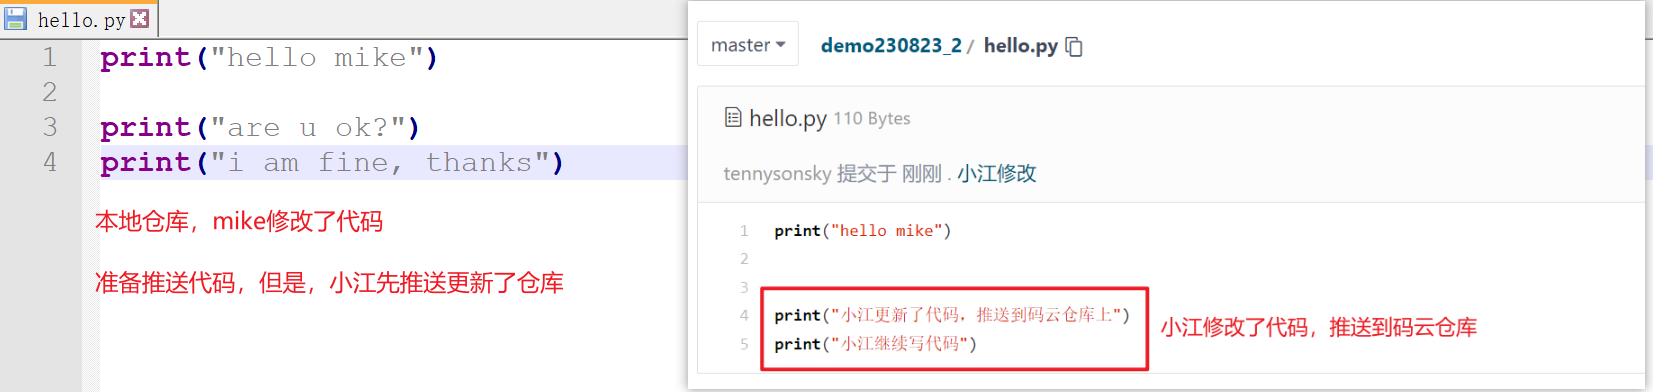 hello.py
1 print("hello mike")
2
3 print("are u ok?")
4 print("i am fine, thanks")
本地仓库，mike修改了代码
准备推送代码，但是，小江先推送更新了仓库
master demo230823_2 / hello.py
hello.py 110 Bytes
tennysonsky 提交于 刚刚 . 小江修改
1 print("hello mike")
2
3
4 print("小江更新了代码，推送到码云仓库上")
5 print("小江继续写代码")
小江修改了代码，推送到码云仓库